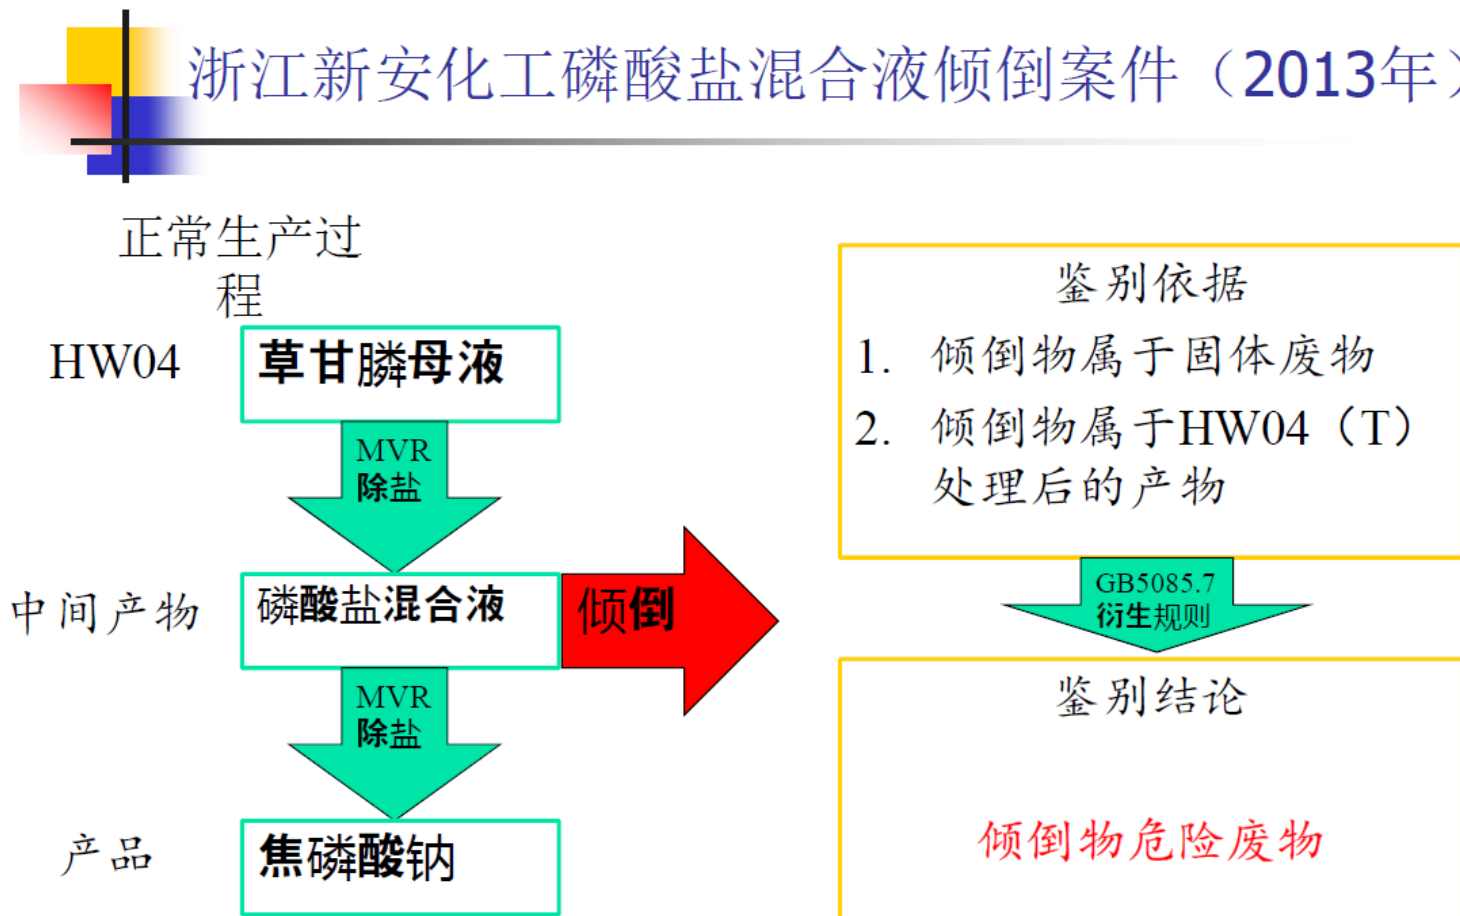 浙江新安化工磷酸盐混合液倾倒案件（2013年）
正常生产过
程
HW04
草甘膦母液
MVR
除盐
中间产物
磷酸盐混合液
倾倒
MVR
除盐
产品
焦磷酸钠
鉴别依据
1. 倾倒物属于固体废物
2. 倾倒物属于HW04（T）
处理后的产物
GB5085.7
衍生规则
鉴别结论
倾倒物危险废物